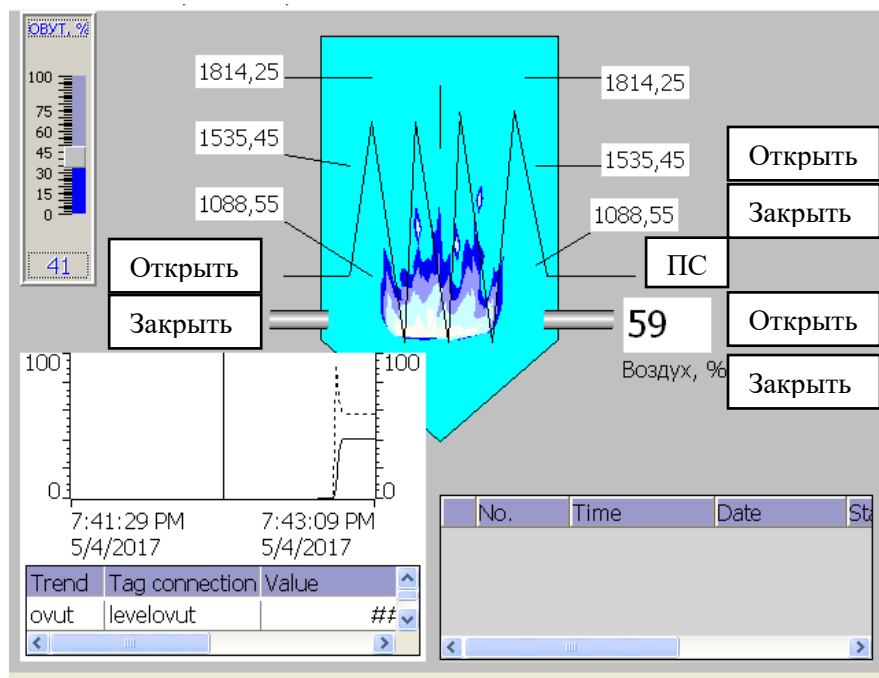 ОВУТ, %
100
75
60
45
30
15
0
41
1814,25
1535,45
1088,55
1814,25
1535,45
1088,55
Открыть
Закрыть
ПС
Открыть
Закрыть
59
Воздух, %
Открыть
Закрыть
100
0
100
0
7:41:29 PM
5/4/2017
7:43:09 PM
5/4/2017
Trend Tag connection Value
ovut levelovut ##
No. Time Date Sta